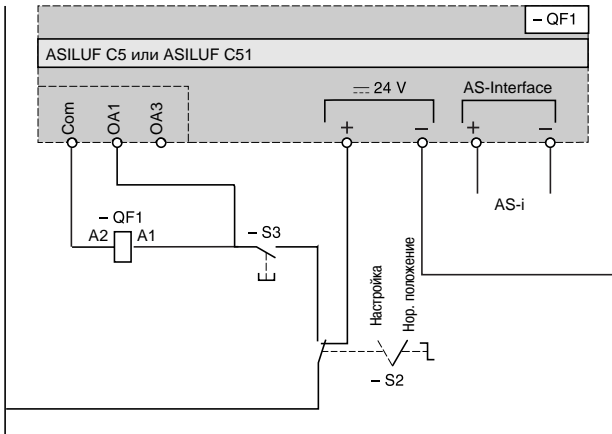 – QF1
ASILUF C5 или ASILUF C51
24 V
AS-Interface
Com
OA1
OA3
+
–
+
–
AS-i
– QF1
A2
A1
– S3
Настройка
Нор. положение
– S2